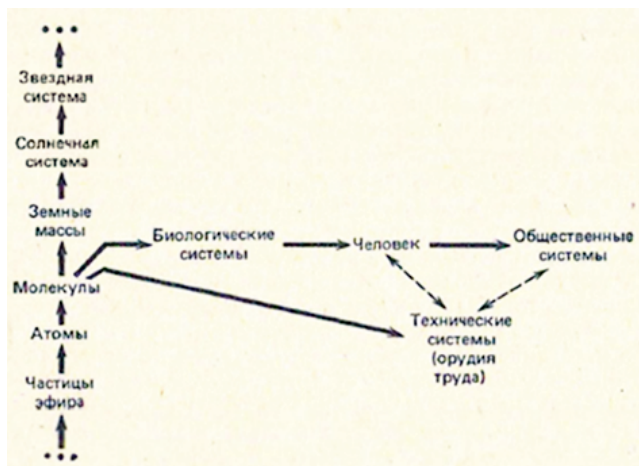 •••
Звездная
система
Солнечная
система
Земные
массы
Биологические
системы
Человек
Общественные
системы
Молекулы
Технические
системы
(орудия
труда)
Атомы
Частицы
эфира
•••